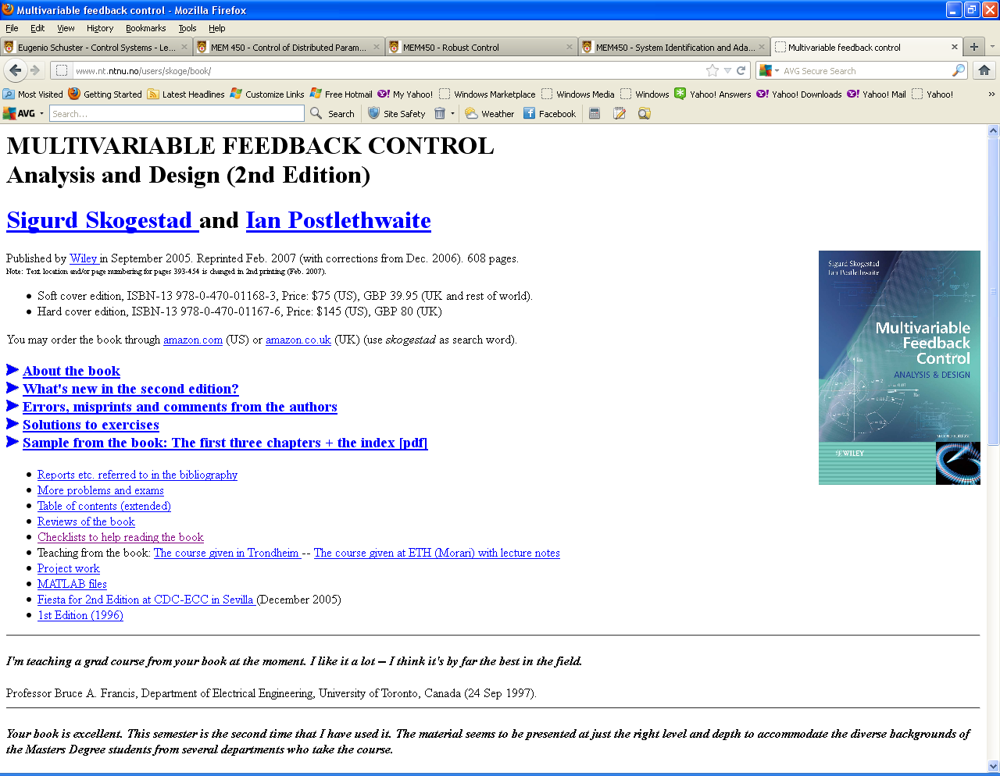 Multivariable feedback control - Mozilla Firefox
File Edit View History Bookmarks Tools Help
Eugenio Schuster - Control Systems - Le... MEM 450 - Control of Distributed Param... MEM450 - Robust Control MEM450 - System Identification and Ada... Multivariable feedback control
www.nt.ntnu.no/users/skoge/book/ AVG Secure Search
Most Visited Getting Started Latest Headlines Customize Links Free Hotmail My Yahoo! Windows Marketplace Windows Media Windows Yahoo! Answers Yahoo! Downloads Yahoo! Mail Yahoo! »
AVG Search... Search Site Safety Weather Facebook
MULTIVARIABLE FEEDBACK CONTROL
Analysis and Design (2nd Edition)
Sigurd Skogestad and Ian Postlethwaite
Published by Wiley in September 2005. Reprinted Feb. 2007 (with corrections from Dec. 2006). 608 pages.
Note: Text location and/or page numbering for pages 393-454 is changed in 2nd printing (Feb. 2007).
• Soft cover edition, ISBN-13 978-0-470-01168-3, Price: $75 (US), GBP 39.95 (UK and rest of world).
• Hard cover edition, ISBN-13 978-0-470-01167-6, Price: $145 (US), GBP 80 (UK)
You may order the book through amazon.com (US) or amazon.co.uk (UK) (use skogestad as search word).
About the book
What's new in the second edition?
Errors, misprints and comments from the authors
Solutions to exercises
Sample from the book: The first three chapters + the index [pdf]
• Reports etc. referred to in the bibliography
• More problems and exams
• Table of contents (extended)
• Reviews of the book
• Checklists to help reading the book
• Teaching from the book: The course given in Trondheim -- The course given at ETH (Morari) with lecture notes
• Project work
• MATLAB files
• Fiesta for 2nd Edition at CDC-ECC in Sevilla (December 2005)
• 1st Edition (1996)
Sigurd Skogestad
Ian Postlethwaite
Multivariable
Feedback
Control
ANALYSIS & DESIGN
SECOND EDITION
WILEY
I'm teaching a grad course from your book at the moment. I like it a lot -- I think it's by far the best in the field.
Professor Bruce A. Francis, Department of Electrical Engineering, University of Toronto, Canada (24 Sep 1997).
Your book is excellent. This semester is the second time that I have used it. The material seems to be presented at just the right level and depth to accommodate the diverse backgrounds of
the Masters Degree students from several departments who take the course.